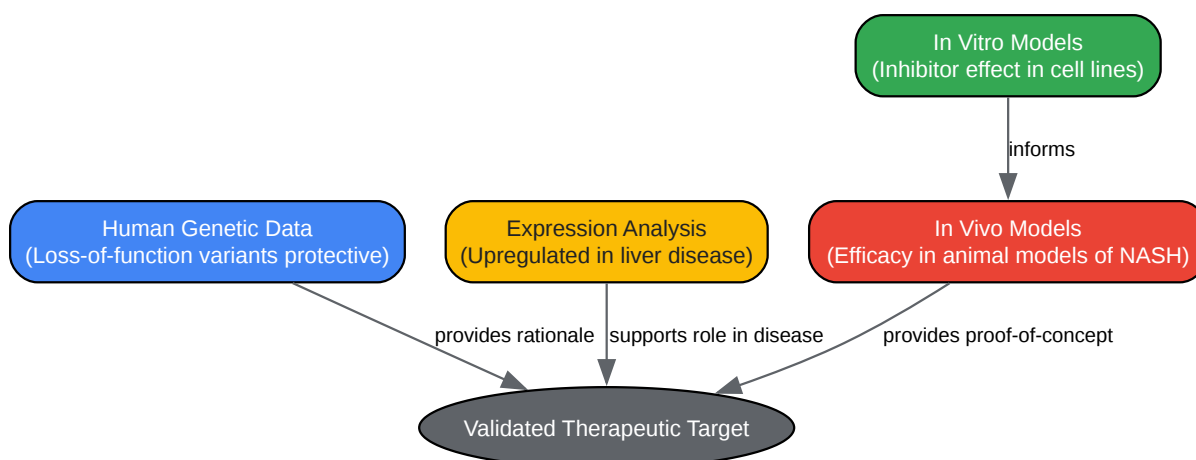 In Vitro Models
(Inhibitor effect in cell lines)
informs
Human Genetic Data
(Loss-of-function variants protective)
Expression Analysis
(Upregulated in liver disease)
In Vivo Models
(Efficacy in animal models of NASH)
provides rationale
supports role in disease
provides proof-of-concept
Validated Therapeutic Target